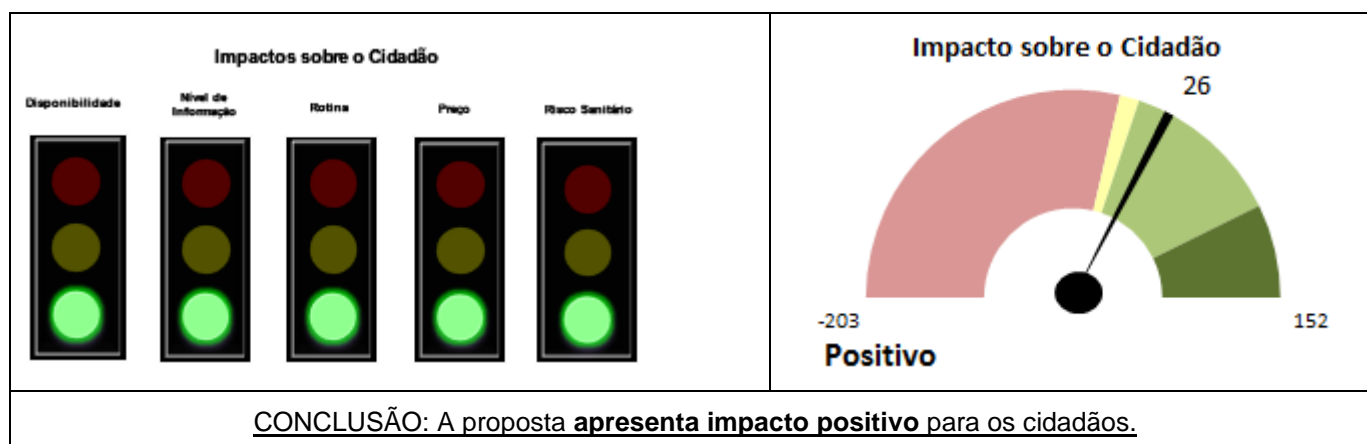 Impactos sobre o Cidadão
Disponibilidade
Nível de
Informação
Rotina
Preço
Risco Sanitário
Impacto sobre o Cidadão
26
-203
152
Positivo
CONCLUSÃO: A proposta apresenta impacto positivo para os cidadãos.